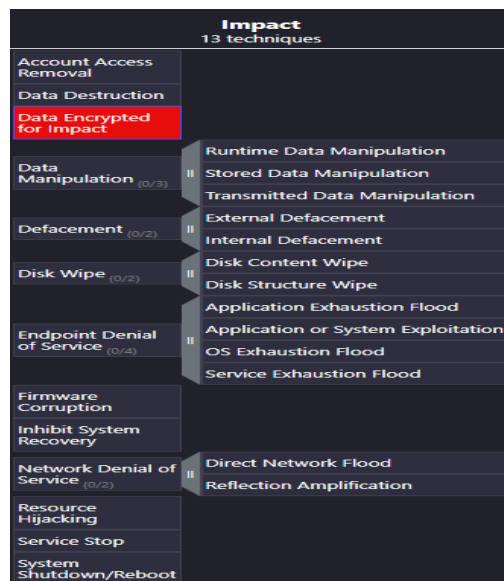 Impact
13 techniques
Account Access
Removal
Data Destruction
Data Encrypted
for Impact
Data
Manipulation (0/3)
Runtime Data Manipulation
Stored Data Manipulation
Transmitted Data Manipulation
Defacement (0/2)
External Defacement
Internal Defacement
Disk Wipe (0/2)
Disk Content Wipe
Disk Structure Wipe
Endpoint Denial
of Service (0/4)
Application Exhaustion Flood
Application or System Exploitation
OS Exhaustion Flood
Service Exhaustion Flood
Firmware
Corruption
Inhibit System
Recovery
Network Denial of
Service (0/2)
Direct Network Flood
Reflection Amplification
Resource
Hijacking
Service Stop
System
Shutdown/Reboot